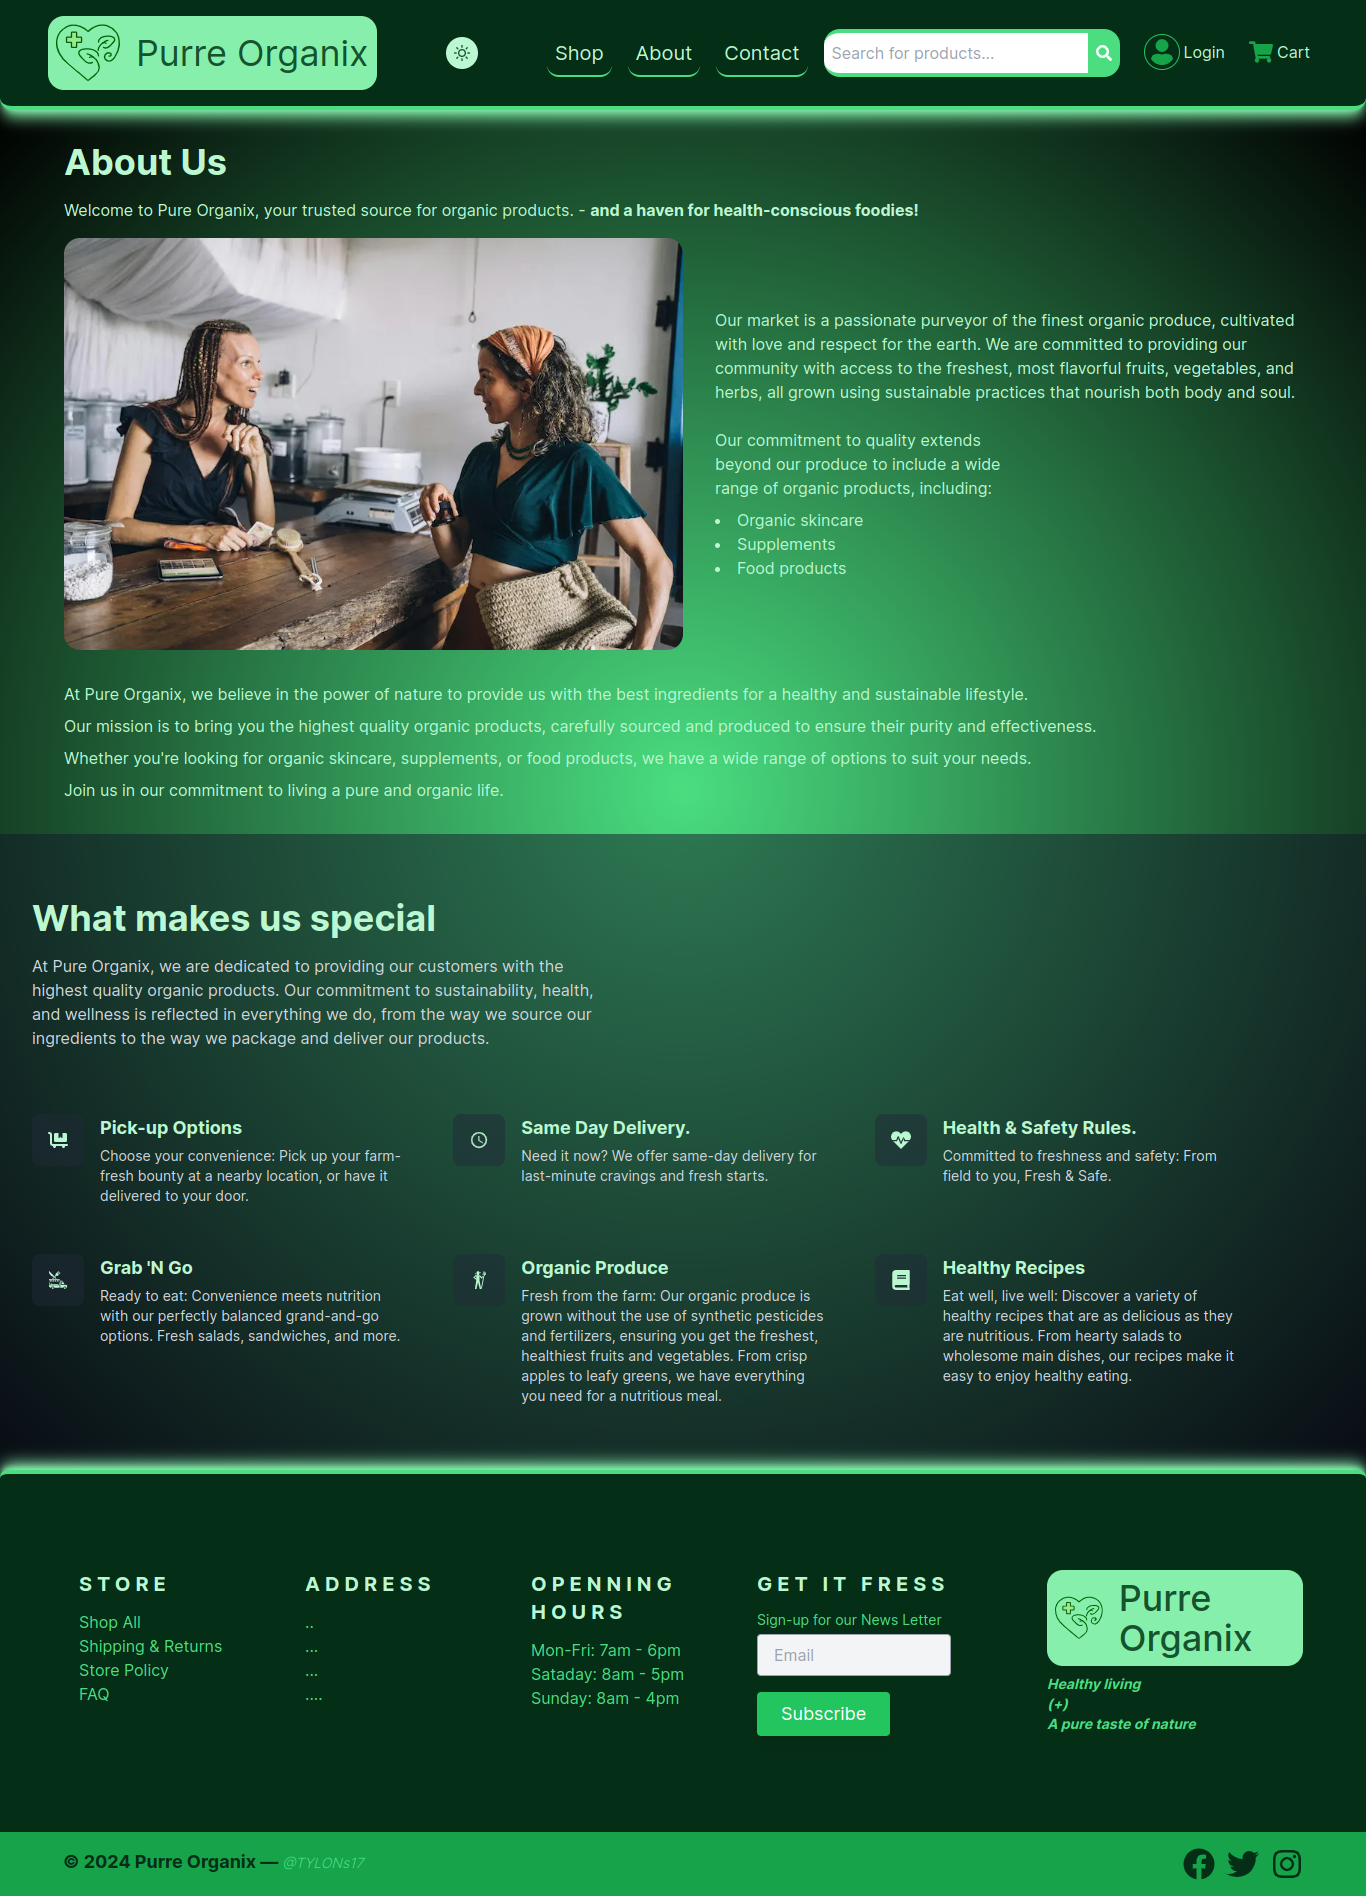 Purre Organix
Shop
About
Contact
Search for products...
Login
Cart
About Us
Welcome to Pure Organix, your trusted source for organic products. - and a haven for health-conscious foodies!
Our market is a passionate purveyor of the finest organic produce, cultivated
with love and respect for the earth. We are committed to providing our
community with access to the freshest, most flavorful fruits, vegetables, and
herbs, all grown using sustainable practices that nourish both body and soul.
Our commitment to quality extends
beyond our produce to include a wide
range of organic products, including:
• Organic skincare
• Supplements
• Food products
At Pure Organix, we believe in the power of nature to provide us with the best ingredients for a healthy and sustainable lifestyle.
Our mission is to bring you the highest quality organic products, carefully sourced and produced to ensure their purity and effectiveness.
Whether you're looking for organic skincare, supplements, or food products, we have a wide range of options to suit your needs.
Join us in our commitment to living a pure and organic life.
What makes us special
At Pure Organix, we are dedicated to providing our customers with the
highest quality organic products. Our commitment to sustainability, health,
and wellness is reflected in everything we do, from the way we source our
ingredients to the way we package and deliver our products.
Pick-up Options
Choose your convenience: Pick up your farm-
fresh bounty at a nearby location, or have it
delivered to your door.
Same Day Delivery.
Need it now? We offer same-day delivery for
last-minute cravings and fresh starts.
Health & Safety Rules.
Committed to freshness and safety: From
field to you, Fresh & Safe.
Grab 'N Go
Ready to eat: Convenience meets nutrition
with our perfectly balanced grand-and-go
options. Fresh salads, sandwiches, and more.
Organic Produce
Fresh from the farm: Our organic produce is
grown without the use of synthetic pesticides
and fertilizers, ensuring you get the freshest,
healthiest fruits and vegetables. From crisp
apples to leafy greens, we have everything
you need for a nutritious meal.
Healthy Recipes
Eat well, live well: Discover a variety of
healthy recipes that are as delicious as they
are nutritious. From hearty salads to
wholesome main dishes, our recipes make it
easy to enjoy healthy eating.
STORE
Shop All
Shipping & Returns
Store Policy
FAQ
ADDRESS
..
...
...
....
OPENNING
HOURS
Mon-Fri: 7am - 6pm
Sataday: 8am - 5pm
Sunday: 8am - 4pm
GET IT FRESS
Sign-up for our News Letter
Email
Subscribe
Purre
Organix
Healthy living
(+)
A pure taste of nature
© 2024 Purre Organix — @TYLONs17